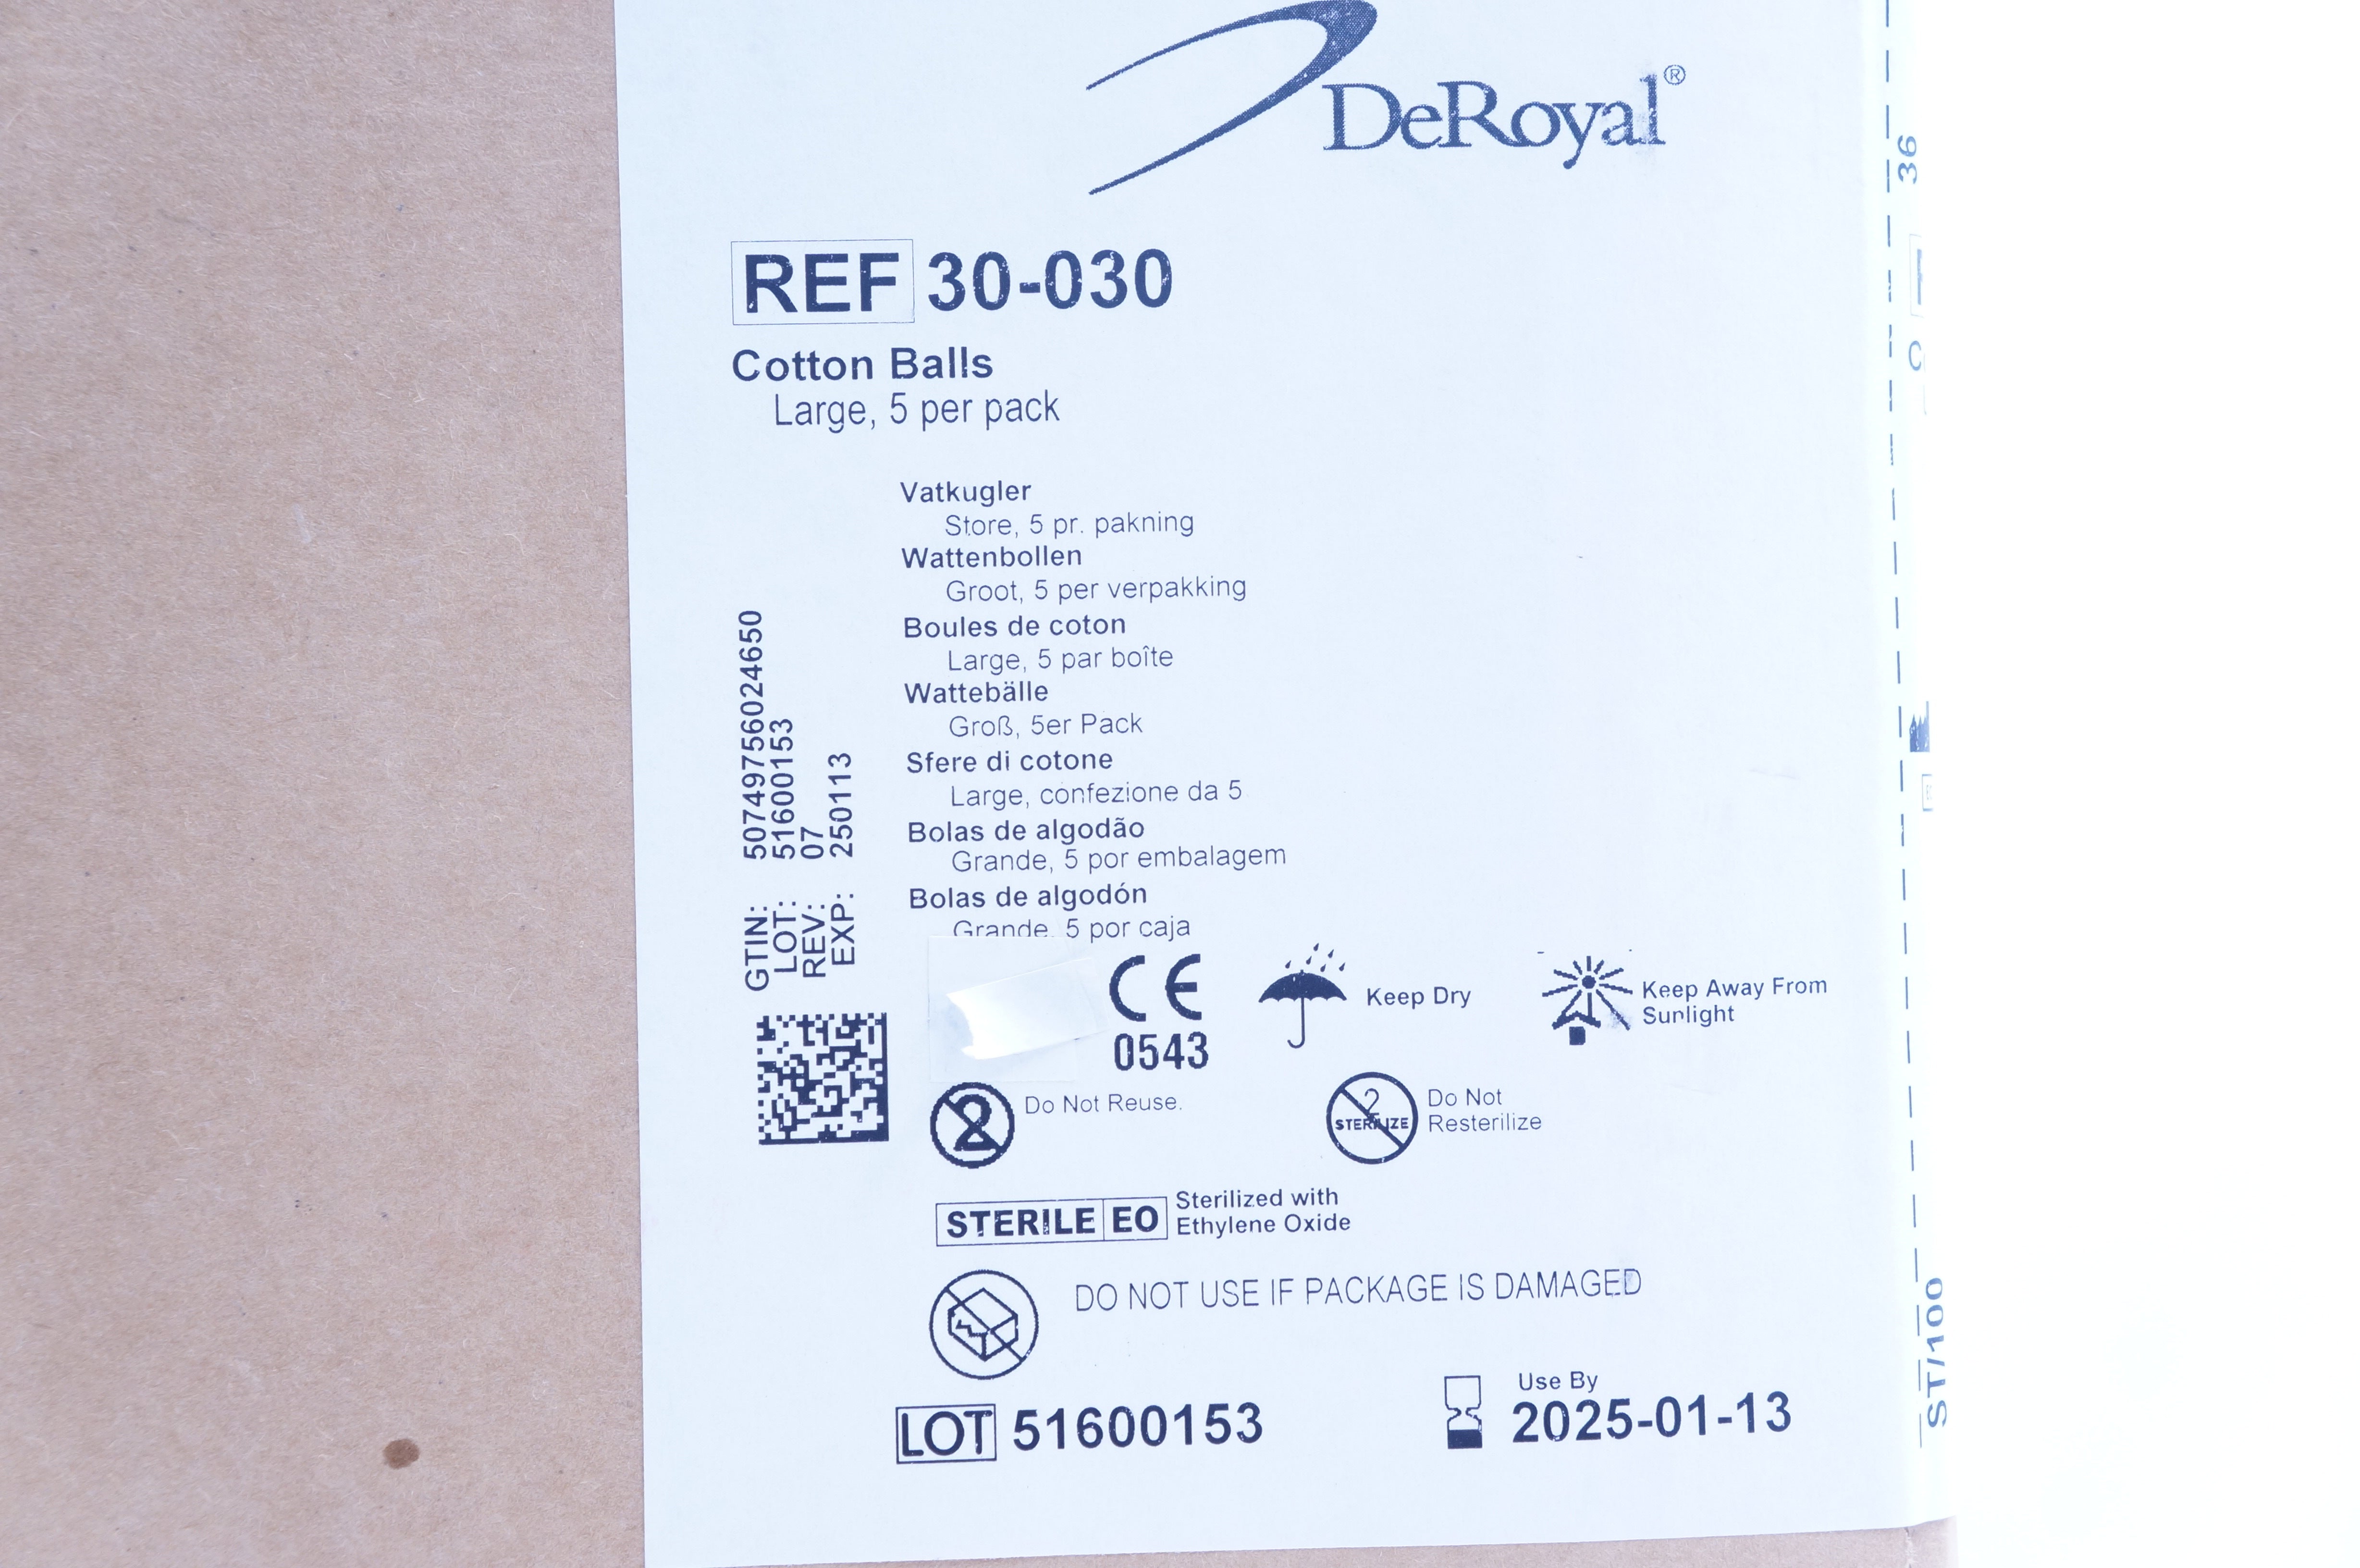 DeRoyal®
REF 30-030
Cotton Balls
Large, 5 per pack
Vatkugler
Store, 5 pr. pakning
Wattenbollen
Groot, 5 per verpakking
Boules de coton
Large, 5 par boîte
Wattebälle
Groß, 5er Pack
Sfere di cotone
Large, confezione da 5
Bolas de algodão
Grande, 5 por embalagem
Bolas de algodón
Grande, 5 por caja
GTIN: 50749756024650
LOT: 51600153
REV: 07
EXP: 250113
CE
0543
Keep Dry
Keep Away From
Sunlight
2
Do Not Reuse.
2
STERILIZE
Do Not
Resterilize
STERILE EO
Sterilized with
Ethylene Oxide
DO NOT USE IF PACKAGE IS DAMAGED
LOT 51600153
Use By
2025-01-13
36
ST/100